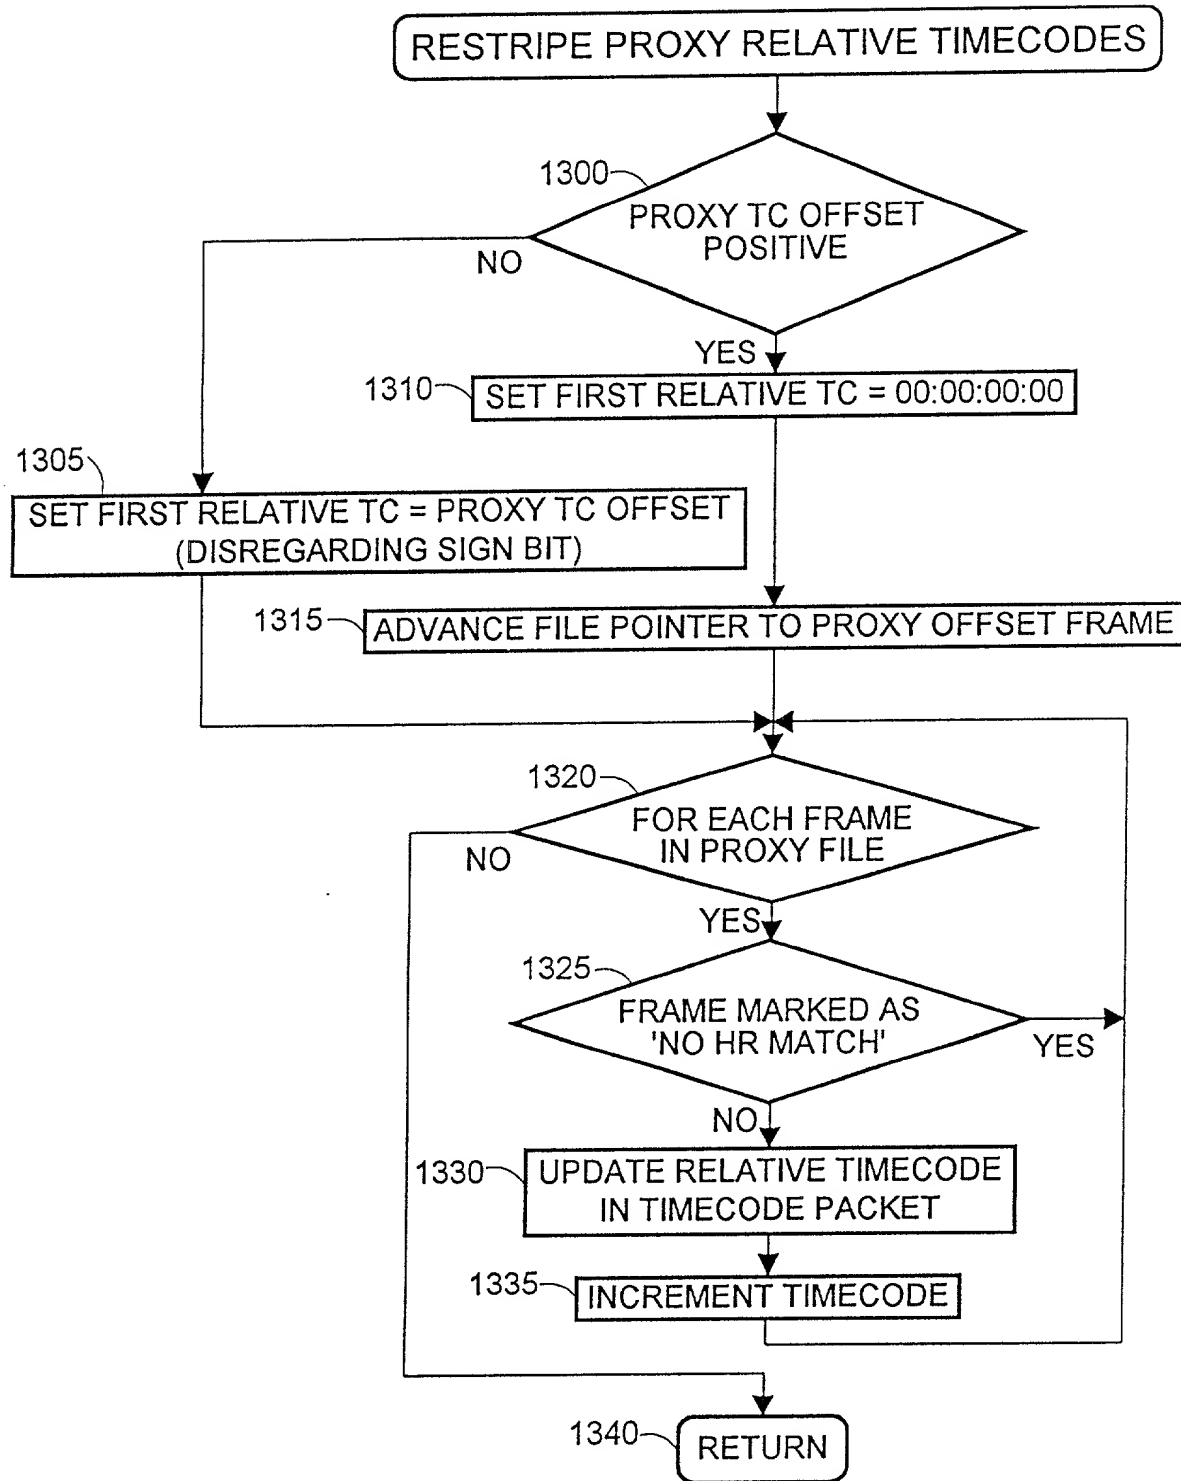 RESTRIPE PROXY RELATIVE TIMECODES
1300
PROXY TC OFFSET
POSITIVE
NO
YES
1310
SET FIRST RELATIVE TC = 00:00:00:00
1305
SET FIRST RELATIVE TC = PROXY TC OFFSET
(DISREGARDING SIGN BIT)
1315
ADVANCE FILE POINTER TO PROXY OFFSET FRAME
1320
FOR EACH FRAME
IN PROXY FILE
NO
YES
1325
FRAME MARKED AS
'NO HR MATCH'
YES
NO
1330
UPDATE RELATIVE TIMECODE
IN TIMECODE PACKET
1335
INCREMENT TIMECODE
1340
RETURN